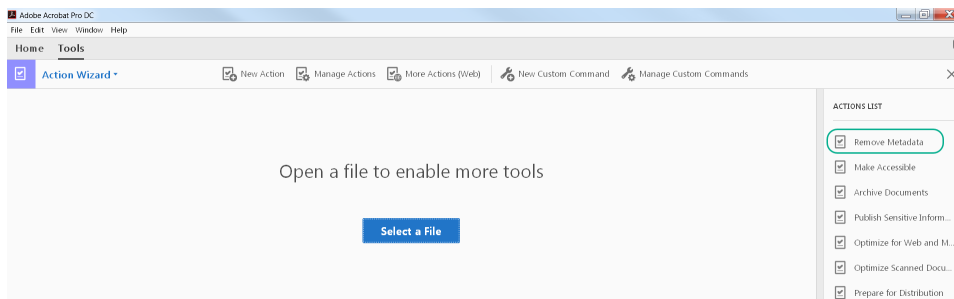 Adobe Acrobat Pro DC
File Edit View Window Help
Home Tools
Action Wizard
New Action Manage Actions More Actions (Web) New Custom Command Manage Custom Commands
ACTIONS LIST
Remove Metadata
Make Accessible
Archive Documents
Publish Sensitive Inform...
Optimize for Web and M...
Optimize Scanned Docu...
Prepare for Distribution
Open a file to enable more tools
Select a File